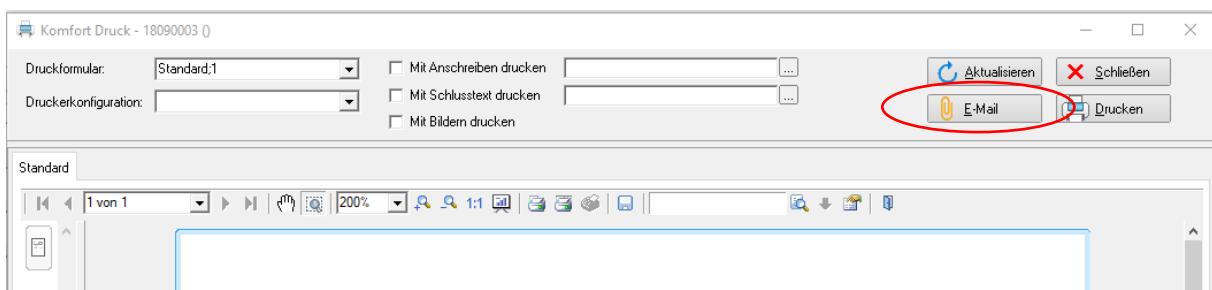 Komfort Druck - 18090003 ()
Druckformular: Standard;1 Mit Anschreiben drucken ... Aktualisieren Schließen
Druckerkonfiguration: Mit Schlusstext drucken ... E-Mail Drucken
Mit Bildern drucken
Standard
1 von 1 200% 1:1